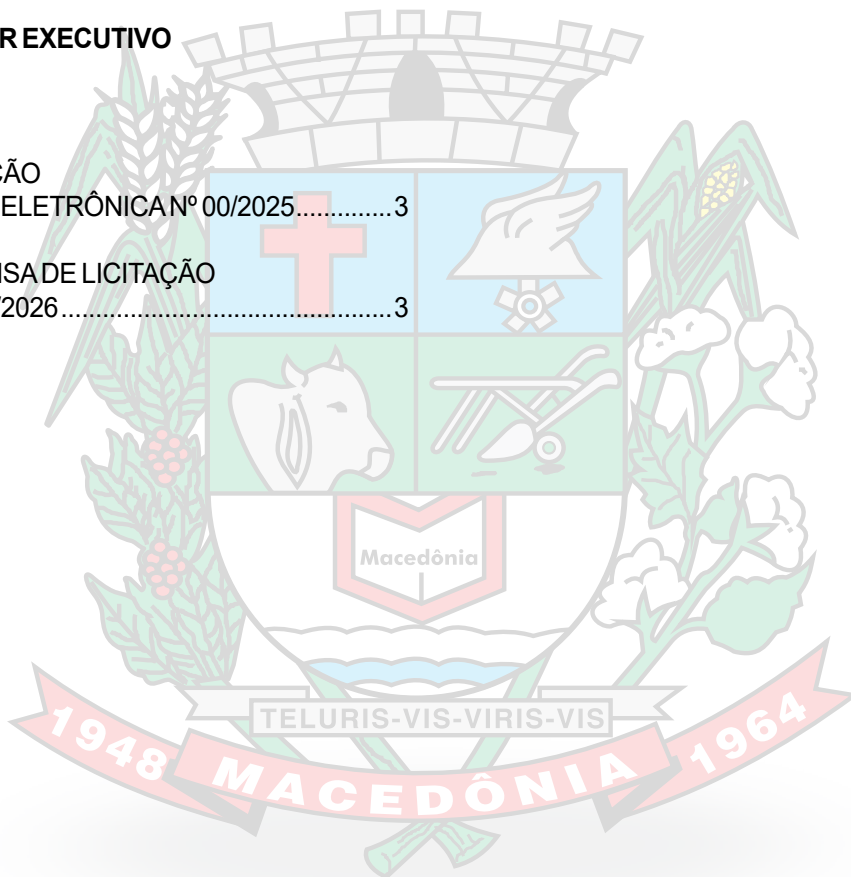 R EXECUTIVO
ÇÃO
ELETRÔNICA Nº 00/2025..............3
SA DE LICITAÇÃO
/2026........................................3
Macedônia
TELURIS-VIS-VIRIS-VIS
1948 MACEDÔNIA 1964